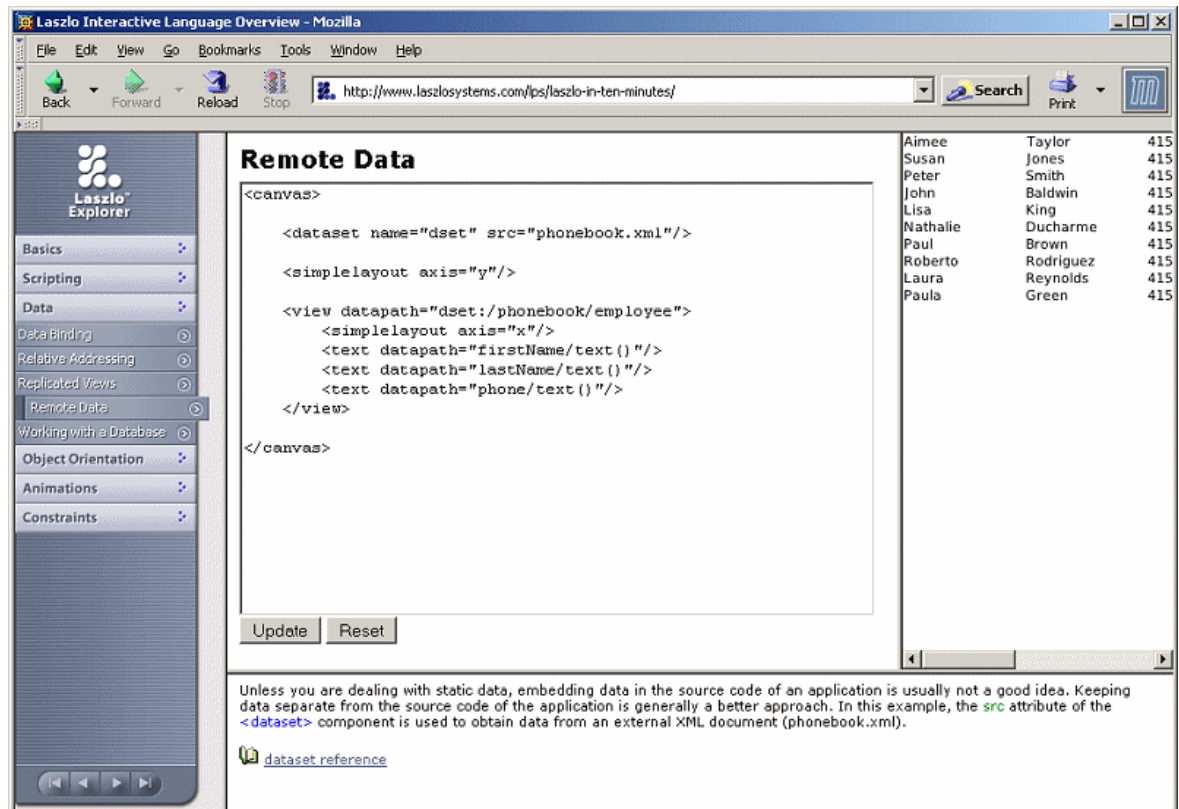 Laszlo Interactive Language Overview - Mozilla
File Edit View Go Bookmarks Tools Window Help
Back Forward Reload Stop http://www.laszlosystems.com/lps/laszlo-in-ten-minutes/ Search Print
Laszlo
Explorer
Basics
Scripting
Data
Data Binding
Relative Addressing
Replicated Views
Remote Data
Working with a Database
Object Orientation
Animations
Constraints
Remote Data
<canvas>
<dataset name="dset" src="phonebook.xml"/>
<simplelayout axis="y"/>
<view datapath="dset:/phonebook/employee">
<simplelayout axis="x"/>
<text datapath="firstName/text()"/>
<text datapath="lastName/text()"/>
<text datapath="phone/text()"/>
</view>
</canvas>
Update Reset
Aimee Taylor 415
Susan Jones 415
Peter Smith 415
John Baldwin 415
Lisa King 415
Nathalie Ducharme 415
Paul Brown 415
Roberto Rodriguez 415
Laura Reynolds 415
Paula Green 415
Unless you are dealing with static data, embedding data in the source code of an application is usually not a good idea. Keeping
data separate from the source code of the application is generally a better approach. In this example, the src attribute of the
<dataset> component is used to obtain data from an external XML document (phonebook.xml).
dataset reference